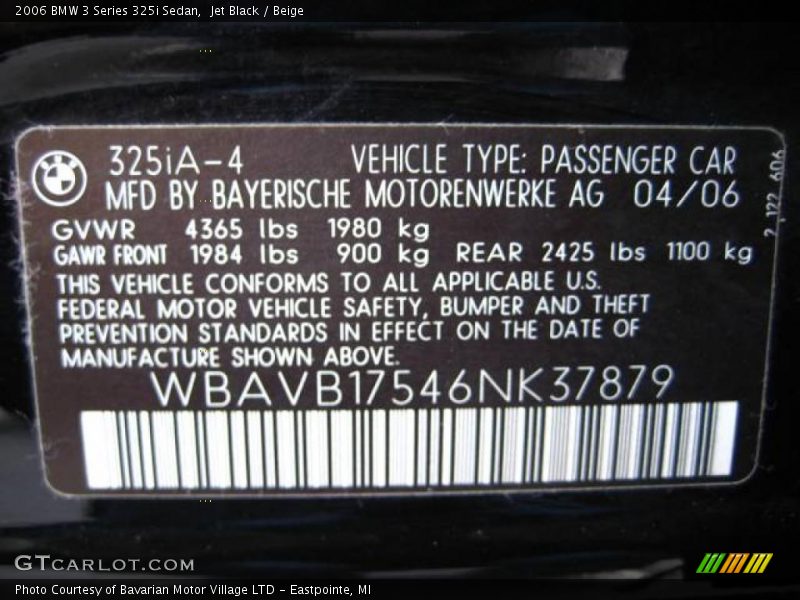 2006 BMW 3 Series 325i Sedan, Jet Black / Beige
BMW
325iA-4 VEHICLE TYPE: PASSENGER CAR
MFD BY BAYERISCHE MOTORENWERKE AG 04/06
GVWR 4365 lbs 1980 kg
GAWR FRONT 1984 lbs 900 kg REAR 2425 lbs 1100 kg
THIS VEHICLE CONFORMS TO ALL APPLICABLE U.S.
FEDERAL MOTOR VEHICLE SAFETY, BUMPER AND THEFT
PREVENTION STANDARDS IN EFFECT ON THE DATE OF
MANUFACTURE SHOWN ABOVE.
WBAVB17546NK37879
2 122 606
GTCARLOT.COM
Photo Courtesy of Bavarian Motor Village LTD - Eastpointe, MI